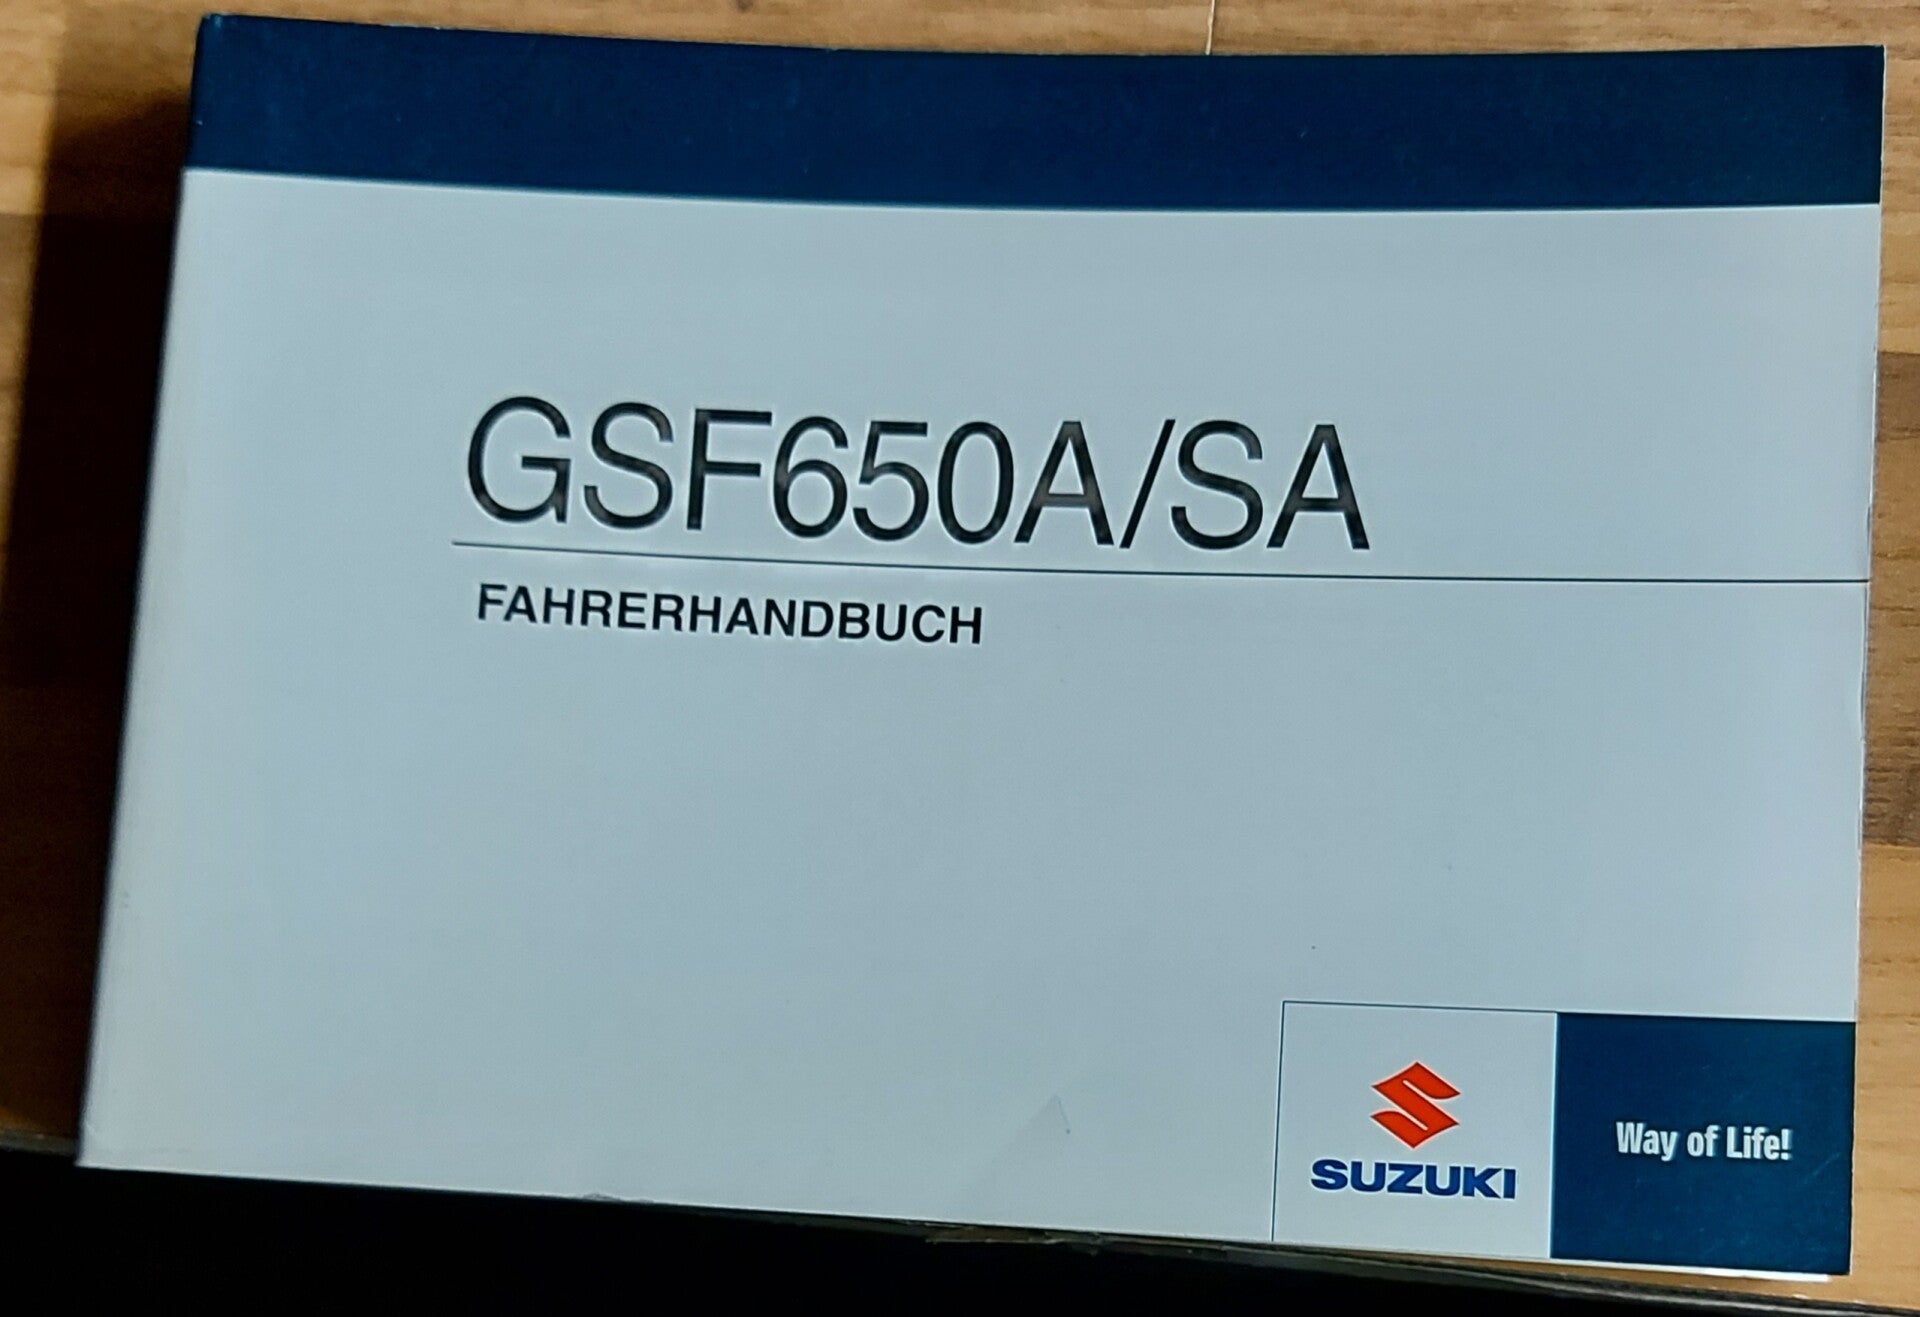 GSF650A/SA
FAHRERHANDBUCH
SUZUKI
Way of Life!